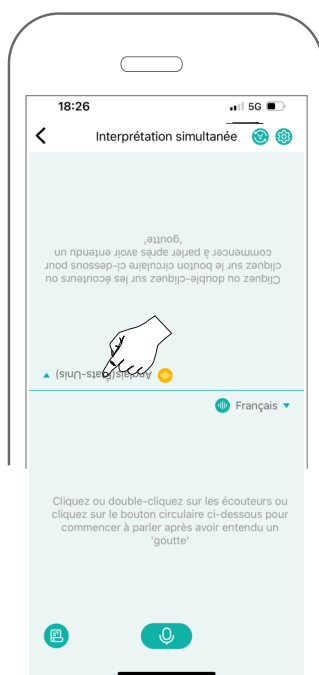 18:26
5G
Interprétation simultanée
Anglais(États-Unis)
Cliquez ou double-cliquez sur les écouteurs ou
cliquez sur le bouton circulaire ci-dessous pour
commencer à parler après avoir entendu un
'goutte'
Français
Cliquez ou double-cliquez sur les écouteurs ou
cliquez sur le bouton circulaire ci-dessous pour
commencer à parler après avoir entendu un
'goutte'